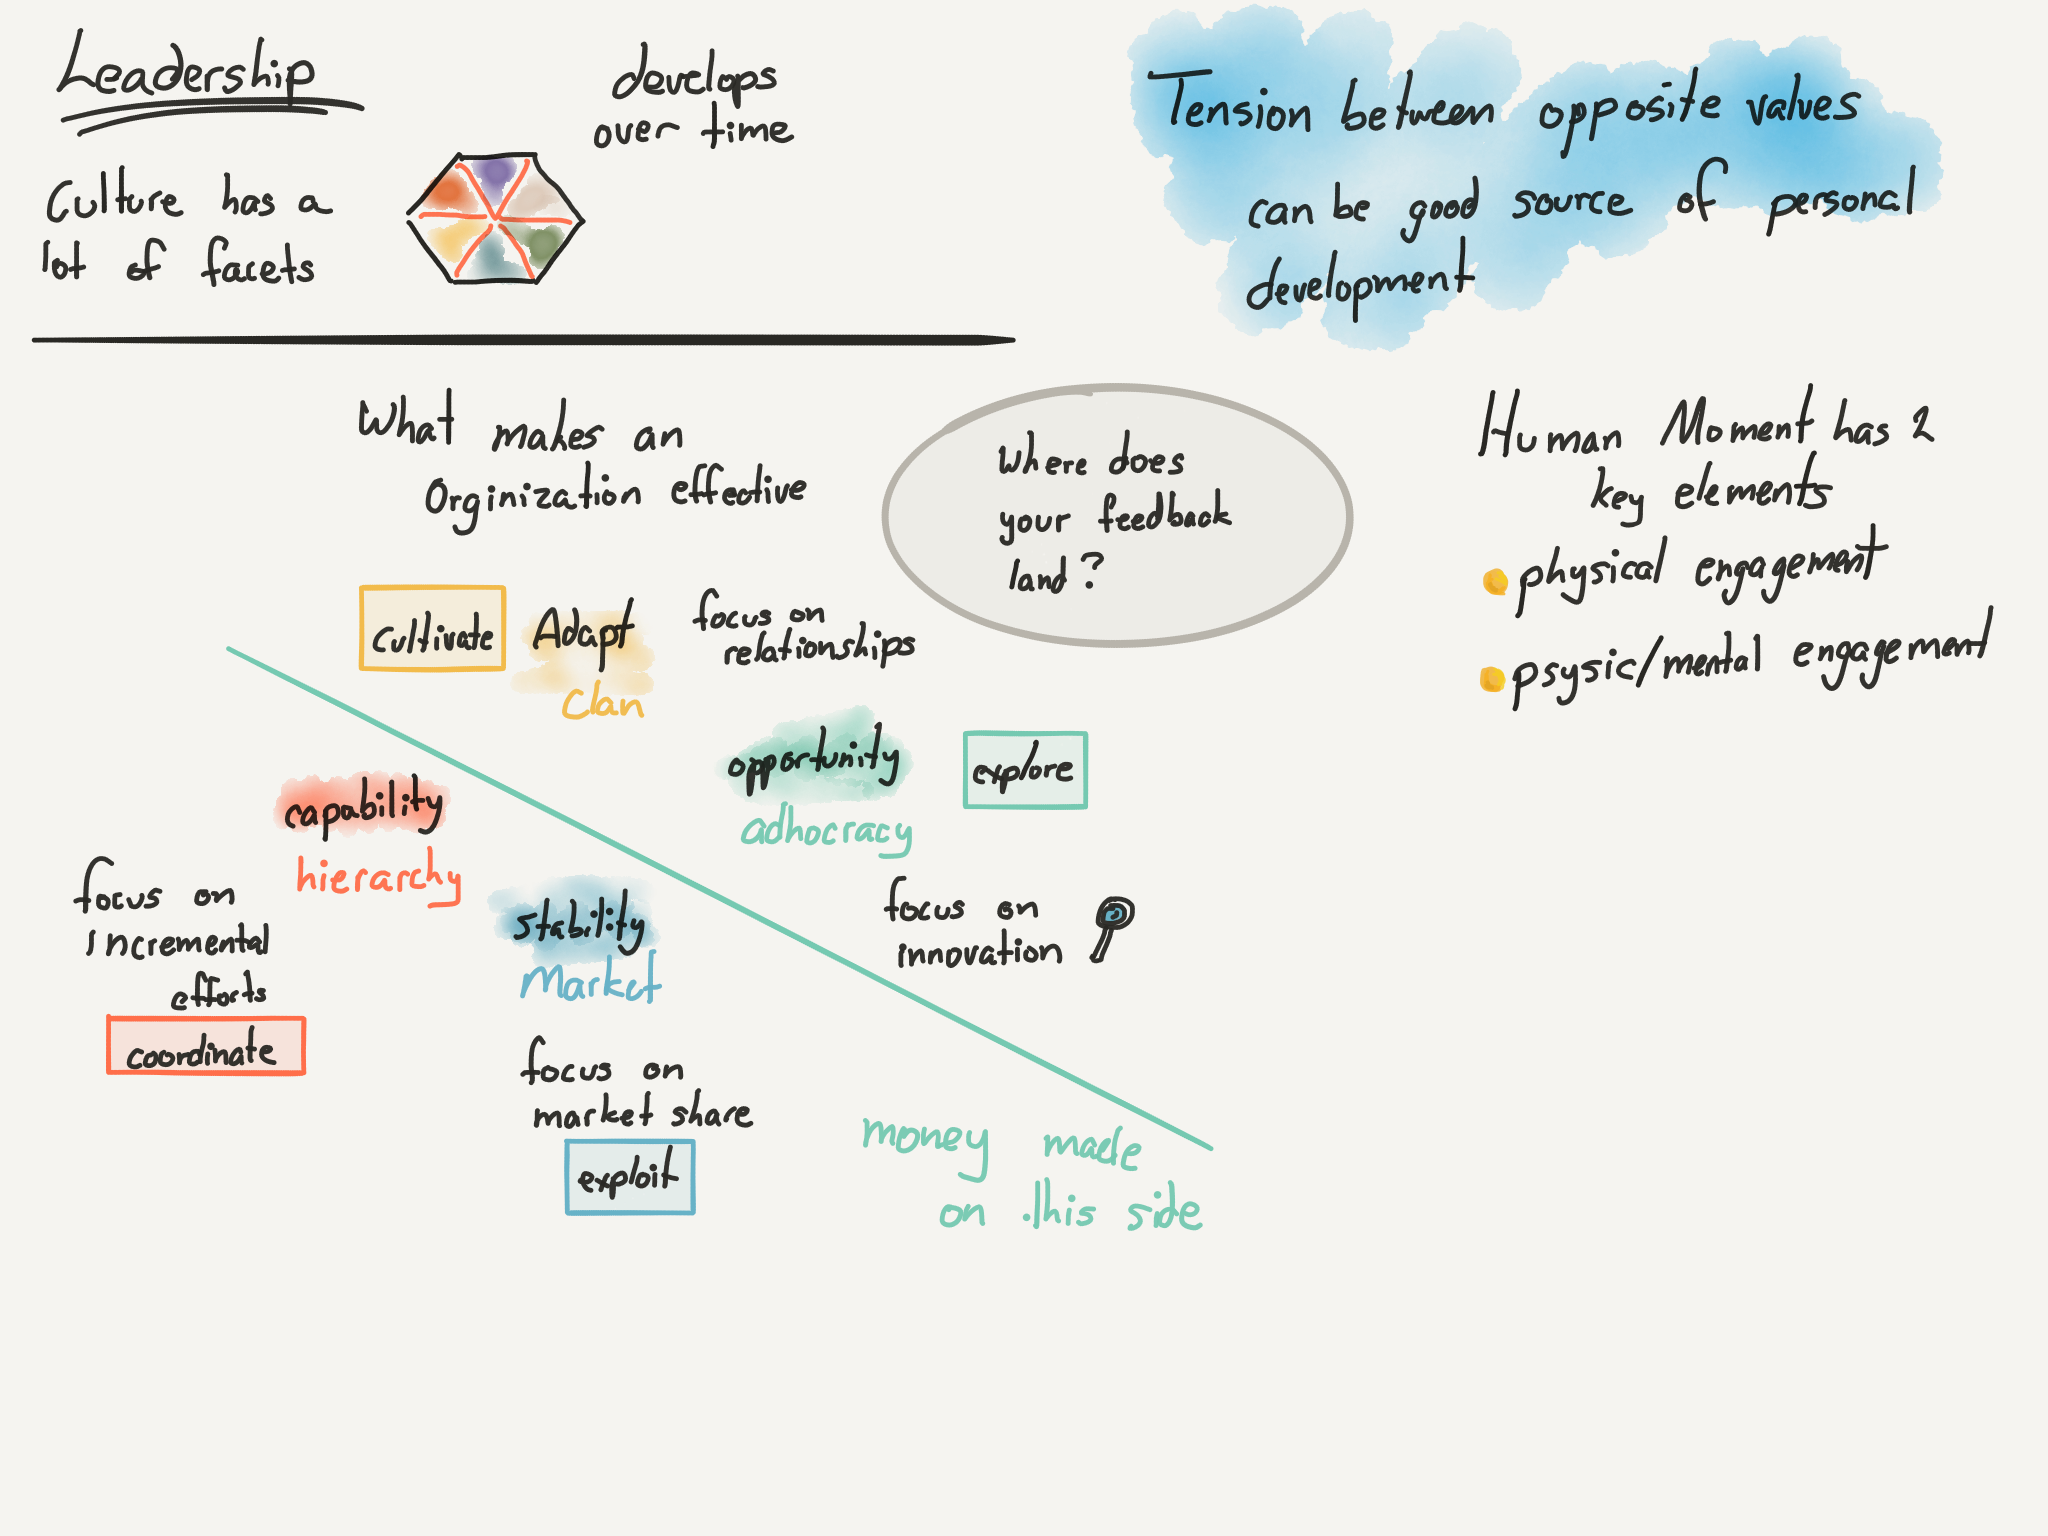 Leadership
Culture has a
lot of facets
develops
over time
Tension between opposite values
can be good source of personal
development
What makes an
Orginization effective
Where does
your feedback
land?
Human Moment has 2
key elements
physical engagement
psysic/mental engagement
cultivate
Adapt
Clan
focus on
relationships
opportunity
adhocracy
explore
focus on
innovation
capability
hierarchy
focus on
incremental
efforts
coordinate
stability
Market
focus on
market share
exploit
money made
on this side